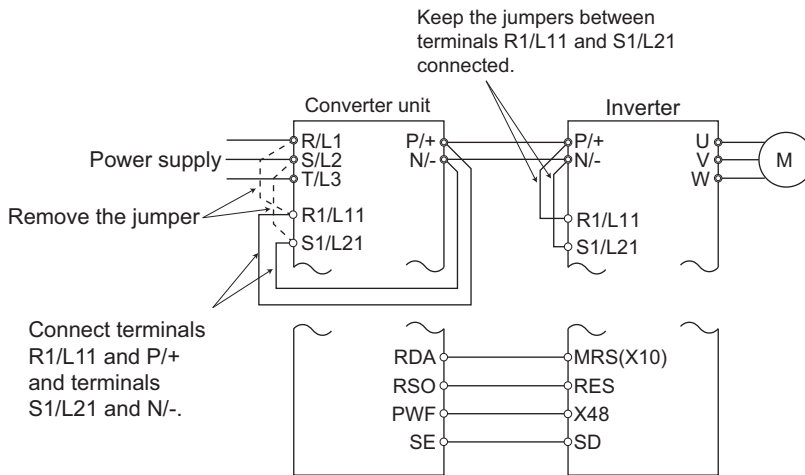 Keep the jumpers between
terminals R1/L11 and S1/L21
connected.
Converter unit
Inverter
R/L1
P/+
P/+
U
Power supply
S/L2
N/-
N/-
V
M
T/L3
W
Remove the jumper
R1/L11
R1/L11
S1/L21
S1/L21
Connect terminals
R1/L11 and P/+
and terminals
S1/L21 and N/-.
RDA
MRS(X10)
RSO
RES
PWF
X48
SE
SD